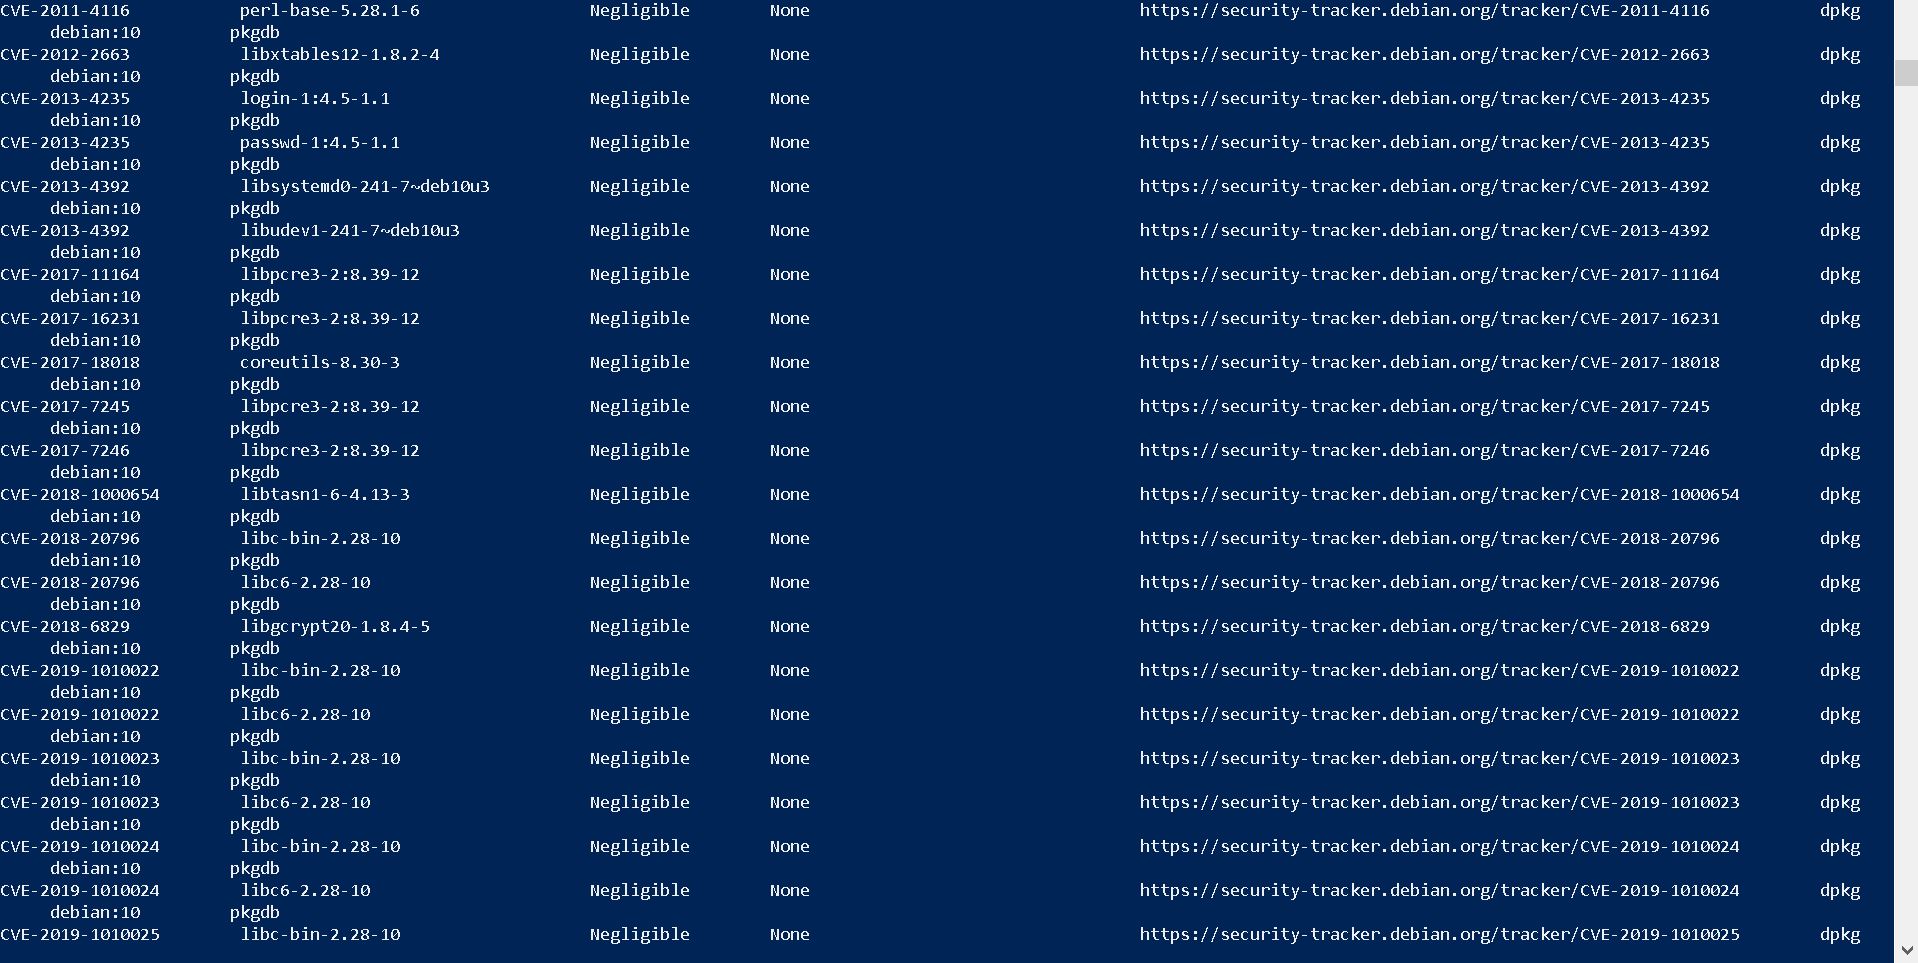 CVE-2011-4116 perl-base-5.28.1-6 Negligible None https://security-tracker.debian.org/tracker/CVE-2011-4116 dpkg
debian:10 pkgdb
CVE-2012-2663 libxtables12-1.8.2-4 Negligible None https://security-tracker.debian.org/tracker/CVE-2012-2663 dpkg
debian:10 pkgdb
CVE-2013-4235 login-1:4.5-1.1 Negligible None https://security-tracker.debian.org/tracker/CVE-2013-4235 dpkg
debian:10 pkgdb
CVE-2013-4235 passwd-1:4.5-1.1 Negligible None https://security-tracker.debian.org/tracker/CVE-2013-4235 dpkg
debian:10 pkgdb
CVE-2013-4392 libsystemd0-241-7~deb10u3 Negligible None https://security-tracker.debian.org/tracker/CVE-2013-4392 dpkg
debian:10 pkgdb
CVE-2013-4392 libudev1-241-7~deb10u3 Negligible None https://security-tracker.debian.org/tracker/CVE-2013-4392 dpkg
debian:10 pkgdb
CVE-2017-11164 libpcre3-2:8.39-12 Negligible None https://security-tracker.debian.org/tracker/CVE-2017-11164 dpkg
debian:10 pkgdb
CVE-2017-16231 libpcre3-2:8.39-12 Negligible None https://security-tracker.debian.org/tracker/CVE-2017-16231 dpkg
debian:10 pkgdb
CVE-2017-18018 coreutils-8.30-3 Negligible None https://security-tracker.debian.org/tracker/CVE-2017-18018 dpkg
debian:10 pkgdb
CVE-2017-7245 libpcre3-2:8.39-12 Negligible None https://security-tracker.debian.org/tracker/CVE-2017-7245 dpkg
debian:10 pkgdb
CVE-2017-7246 libpcre3-2:8.39-12 Negligible None https://security-tracker.debian.org/tracker/CVE-2017-7246 dpkg
debian:10 pkgdb
CVE-2018-1000654 libtasn1-6-4.13-3 Negligible None https://security-tracker.debian.org/tracker/CVE-2018-1000654 dpkg
debian:10 pkgdb
CVE-2018-20796 libc-bin-2.28-10 Negligible None https://security-tracker.debian.org/tracker/CVE-2018-20796 dpkg
debian:10 pkgdb
CVE-2018-20796 libc6-2.28-10 Negligible None https://security-tracker.debian.org/tracker/CVE-2018-20796 dpkg
debian:10 pkgdb
CVE-2018-6829 libgcrypt20-1.8.4-5 Negligible None https://security-tracker.debian.org/tracker/CVE-2018-6829 dpkg
debian:10 pkgdb
CVE-2019-1010022 libc-bin-2.28-10 Negligible None https://security-tracker.debian.org/tracker/CVE-2019-1010022 dpkg
debian:10 pkgdb
CVE-2019-1010022 libc6-2.28-10 Negligible None https://security-tracker.debian.org/tracker/CVE-2019-1010022 dpkg
debian:10 pkgdb
CVE-2019-1010023 libc-bin-2.28-10 Negligible None https://security-tracker.debian.org/tracker/CVE-2019-1010023 dpkg
debian:10 pkgdb
CVE-2019-1010023 libc6-2.28-10 Negligible None https://security-tracker.debian.org/tracker/CVE-2019-1010023 dpkg
debian:10 pkgdb
CVE-2019-1010024 libc-bin-2.28-10 Negligible None https://security-tracker.debian.org/tracker/CVE-2019-1010024 dpkg
debian:10 pkgdb
CVE-2019-1010024 libc6-2.28-10 Negligible None https://security-tracker.debian.org/tracker/CVE-2019-1010024 dpkg
debian:10 pkgdb
CVE-2019-1010025 libc-bin-2.28-10 Negligible None https://security-tracker.debian.org/tracker/CVE-2019-1010025 dpkg